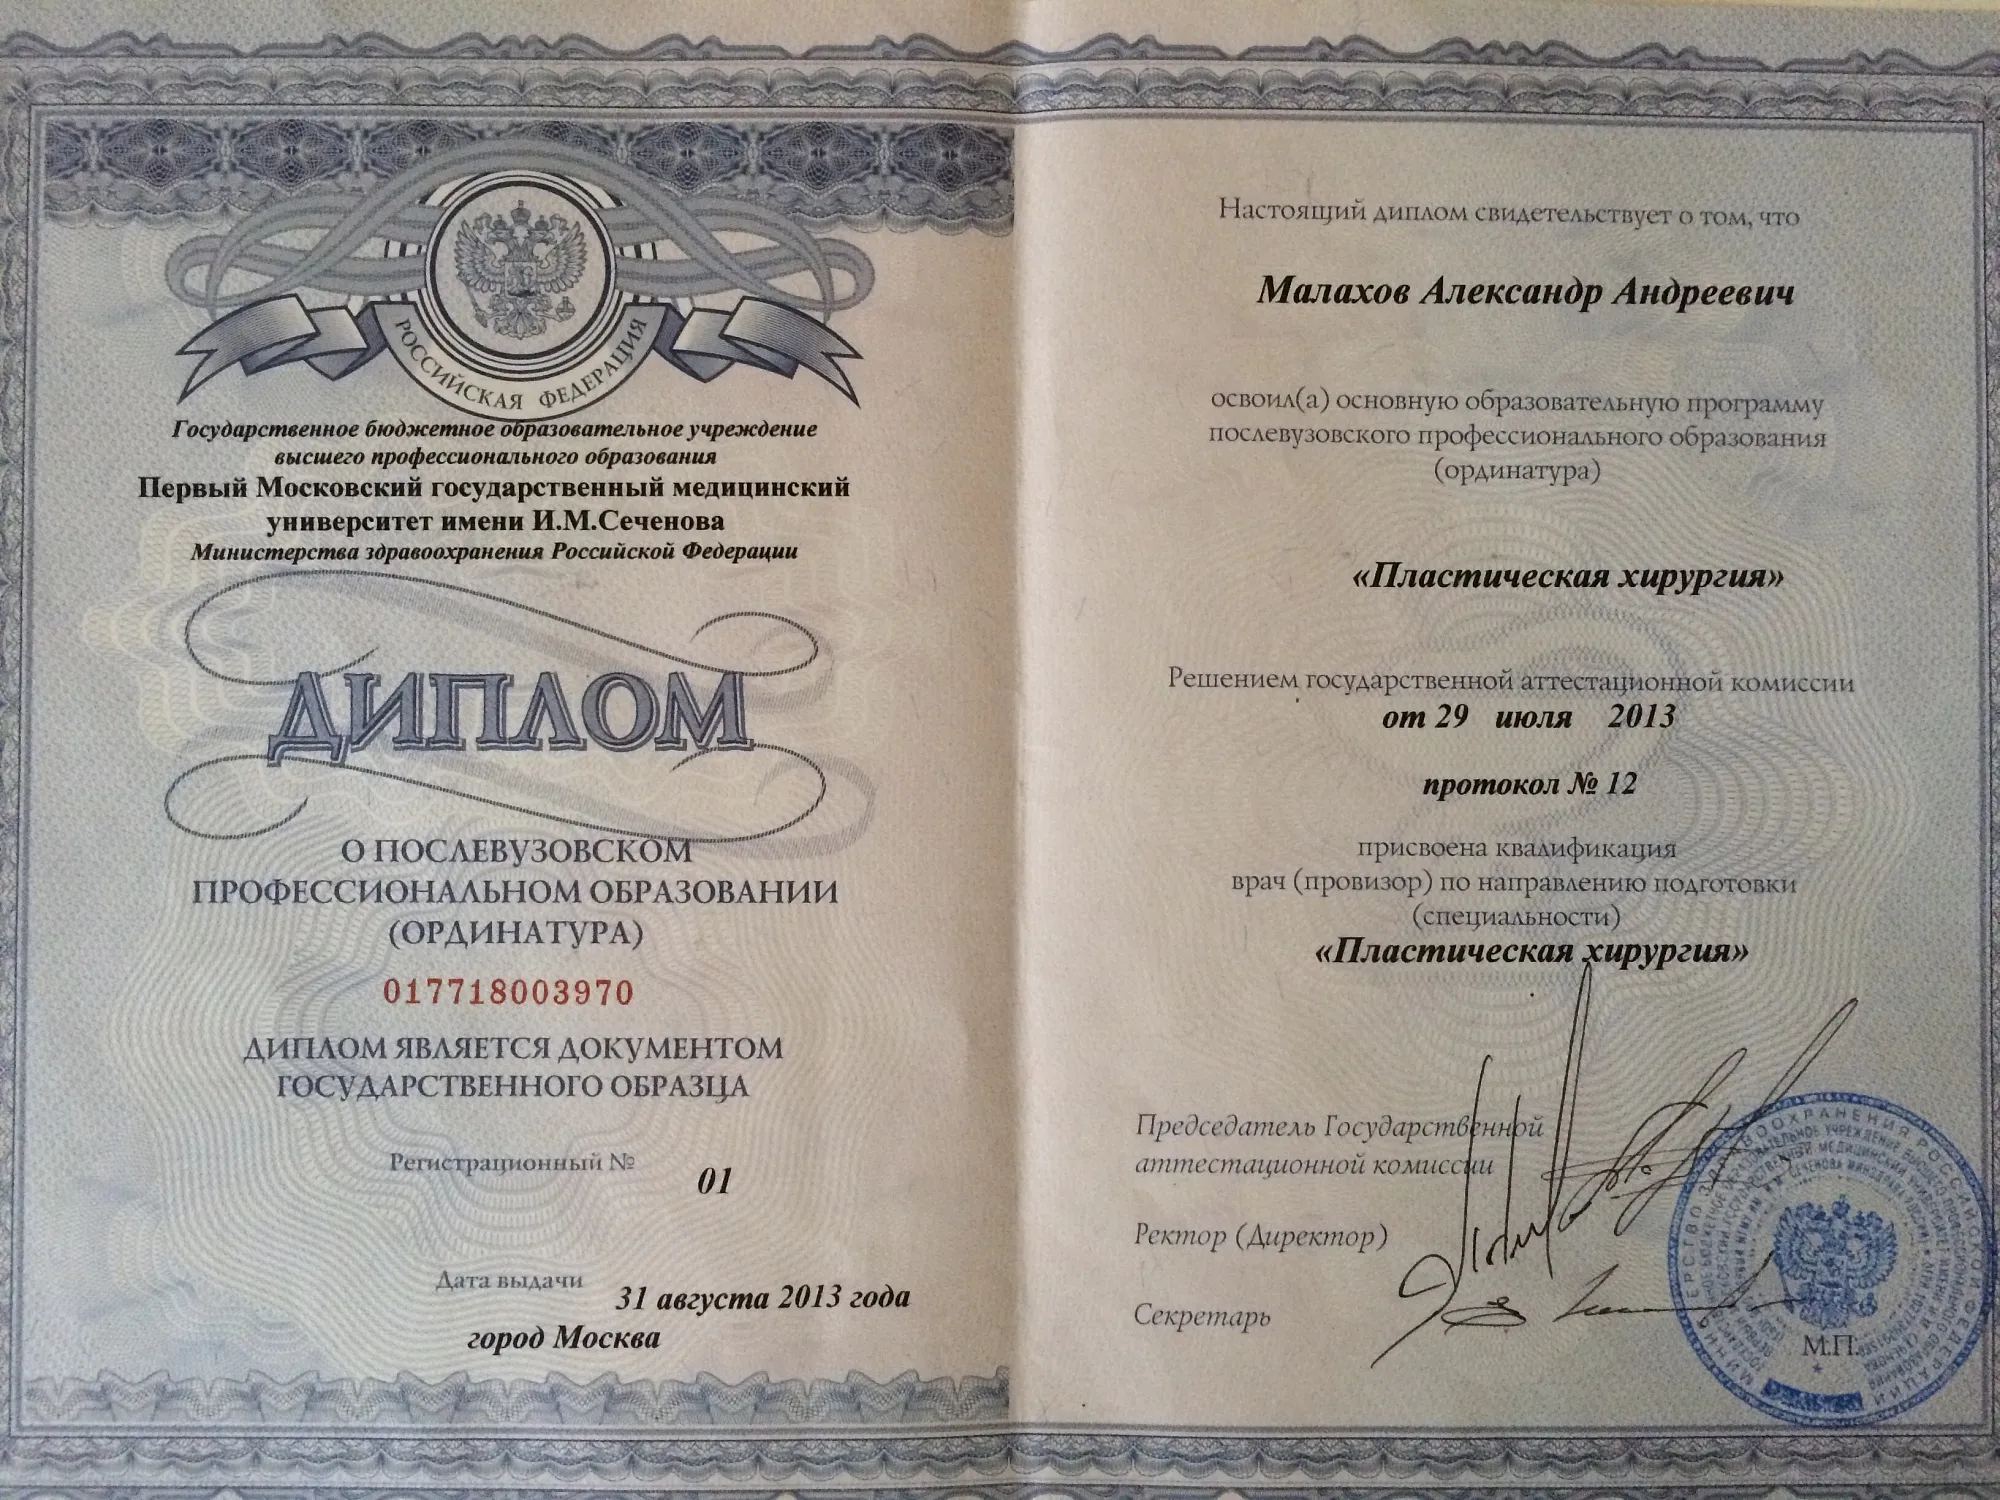 РОССИЙСКАЯ ФЕДЕРАЦИЯ
Государственное бюджетное образовательное учреждение
высшего профессионального образования
Первый Московский государственный медицинский
университет имени И.М.Сеченова
Министерства здравоохранения Российской Федерации
ДИПЛОМ
О ПОСЛЕВУЗОВСКОМ
ПРОФЕССИОНАЛЬНОМ ОБРАЗОВАНИИ
(ОРДИНАТУРА)
017718003970
ДИПЛОМ ЯВЛЯЕТСЯ ДОКУМЕНТОМ
ГОСУДАРСТВЕННОГО ОБРАЗЦА
Регистрационный № 01
Дата выдачи 31 августа 2013 года
город Москва
Настоящий диплом свидетельствует о том, что
Малахов Александр Андреевич
освоил(а) основную образовательную программу
послевузовского профессионального образования
(ординатура)
«Пластическая хирургия»
Решением государственной аттестационной комиссии
от 29 июля 2013
протокол № 12
присвоена квалификация
врач (провизор) по направлению подготовки
(специальности)
«Пластическая хирургия»
Председатель Государственной
аттестационной комиссии
Ректор (Директор)
Секретарь
М.П.